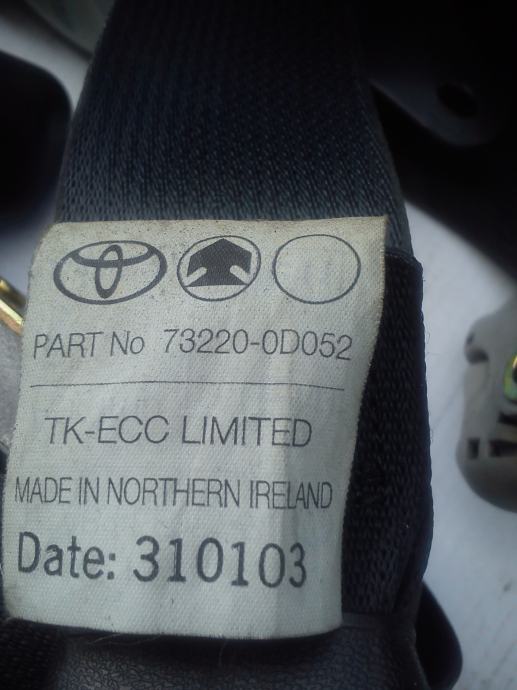 PART No 73220-0D052
TK-ECC LIMITED
MADE IN NORTHERN IRELAND
Date: 310103